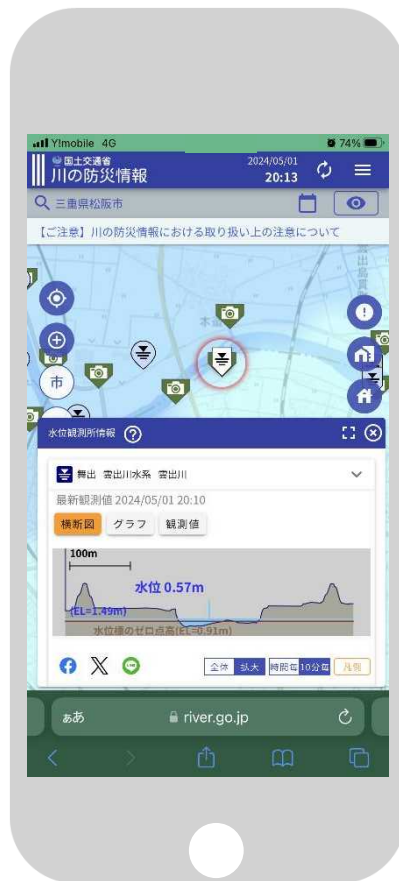 Y!mobile 4G 74%
国土交通省
川の防災情報
2024/05/01
20:13
三重県松阪市
【ご注意】川の防災情報における取り扱い上の注意について
市
水位観測所情報
舞出 雲出川水系 雲出川
最新観測値 2024/05/01 20:10
横断図 グラフ 観測値
100m
水位 0.57m
(EL=1.49m)
水位標のゼロ点高(EL=0.91m)
全体 拡大 時間毎 10分毎 凡例
ぁあ river.go.jp